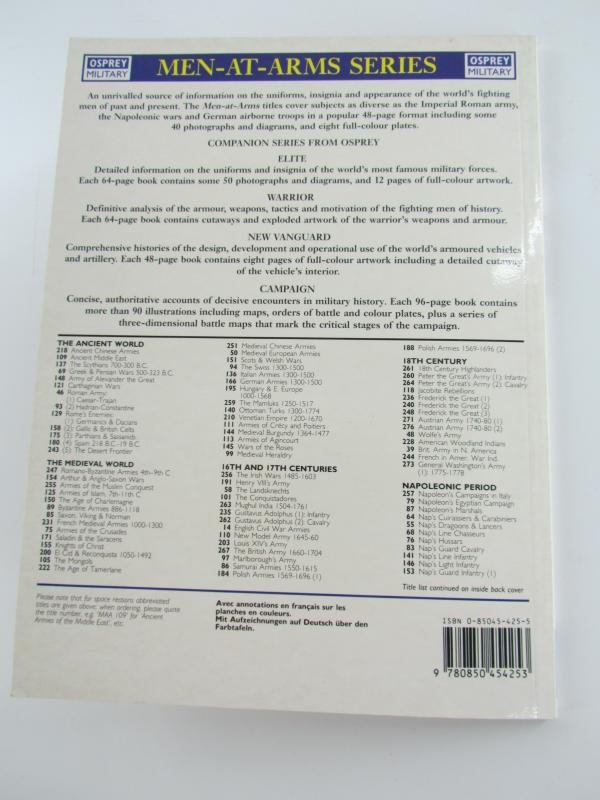 OSPREY
MILITARY
MEN-AT-ARMS SERIES
OSPREY
MILITARY
An unrivalled source of information on the uniforms, insignia and appearance of the world's fighting
men of past and present. The Men-at-Arms titles cover subjects as diverse as the Imperial Roman army,
the Napoleonic wars and German airborne troops in a popular 48-page format including some
40 photographs and diagrams, and eight full-colour plates.
COMPANION SERIES FROM OSPREY
ELITE
Detailed information on the uniforms and insignia of the world's most famous military forces.
Each 64-page book contains some 50 photographs and diagrams, and 12 pages of full-colour artwork.
WARRIOR
Definitive analysis of the armour, weapons, tactics and motivation of the fighting men of history.
Each 64-page book contains cutaways and exploded artwork of the warrior's weapons and armour.
NEW VANGUARD
Comprehensive histories of the design, development and operational use of the world's armoured vehicles
and artillery. Each 48-page book contains eight pages of full-colour artwork including a detailed cutaway
of the vehicle's interior.
CAMPAIGN
Concise, authoritative accounts of decisive encounters in military history. Each 96-page book contains
more than 90 illustrations including maps, orders of battle and colour plates, plus a series of
three-dimensional battle maps that mark the critical stages of the campaign.
THE ANCIENT WORLD
218 Ancient Chinese Armies
109 Ancient Middle East
137 The Scythians 700-300 B.C.
69 Greek & Persian Wars 500-323 B.C.
148 Army of Alexander the Great
121 Carthaginian Wars
46 Roman Army:
(1) Caesar-Trajan
93 (2) Hadrian-Constantine
129 Rome's Enemies:
(1) Germanics & Dacians
158 (2) Gallic & British Celts
175 (3) Parthians & Sassanids
180 (4) Spain 218 B.C.-19 B.C.
243 (5) The Desert Frontier
THE MEDIEVAL WORLD
247 Romano-Byzantine Armies 4th-9th C
154 Arthur & Anglo-Saxon Wars
255 Armies of the Muslim Conquest
125 Armies of Islam, 7th-11th C
150 The Age of Charlemagne
89 Byzantine Armies 886-1118
85 Saxon, Viking & Norman
231 French Medieval Armies 1000-1300
75 Armies of the Crusades
171 Saladin & the Saracens
155 Knights of Christ
200 El Cid & Reconquista 1050-1492
105 The Mongols
222 The Age of Tamerlane
251 Medieval Chinese Armies
50 Medieval European Armies
151 Scots & Welsh Wars
94 The Swiss 1300-1500
136 Italian Armies 1300-1500
166 German Armies 1300-1500
195 Hungary & E. Europe
1000-1568
259 The Mamluks 1250-1517
140 Ottoman Turks 1300-1774
210 Venetian Empire 1200-1670
111 Armies of Crécy and Poitiers
144 Medieval Burgundy 1364-1477
113 Armies of Agincourt
145 Wars of the Roses
99 Medieval Heraldry
16TH AND 17TH CENTURIES
256 The Irish Wars 1485-1603
191 Henry VIII's Army
58 The Landsknechts
101 The Conquistadores
263 Mughul India 1504-1761
235 Gustavus Adolphus (1): Infantry
262 Gustavus Adolphus (2): Cavalry
14 English Civil War Armies
110 New Model Army 1645-60
203 Louis XIV's Army
267 The British Army 1660-1704
97 Marlborough's Army
86 Samurai Armies 1550-1615
184 Polish Armies 1569-1696 (1)
188 Polish Armies 1569-1696 (2)
18TH CENTURY
261 18th Century Highlanders
260 Peter the Great's Army (1): Infantry
264 Peter the Great's Army (2): Cavalry
118 Jacobite Rebellions
236 Frederick the Great (1)
240 Frederick the Great (2)
248 Frederick the Great (3)
271 Austrian Army 1740-80 (1)
276 Austrian Army 1740-80 (2)
48 Wolfe's Army
228 American Woodland Indians
39 Brit. Army in N. America
244 French in Amer. War Ind.
273 General Washington's Army
(1): 1775-1778
NAPOLEONIC PERIOD
257 Napoleon's Campaigns in Italy
79 Napoleon's Egyptian Campaign
87 Napoleon's Marshals
64 Nap's Cuirassiers & Carabiniers
55 Nap's Dragoons & Lancers
68 Nap's Line Chasseurs
76 Nap's Hussars
83 Nap's Guard Cavalry
141 Nap's Line Infantry
146 Nap's Light Infantry
153 Nap's Guard Infantry (1)
Title list continued on inside back cover
Please note that for space restions abbreviated
titles are given above; when ordering, please quote
the title number, e.g. 'MAA 109' for 'Ancient
Armies of the Middle East', etc.
Avec annotations en français sur les
planches en couleurs.
Mit Aufzeichnungen auf Deutsch über den
Farbtafeln.
ISBN 0-85045-425-5
9 780850 454253